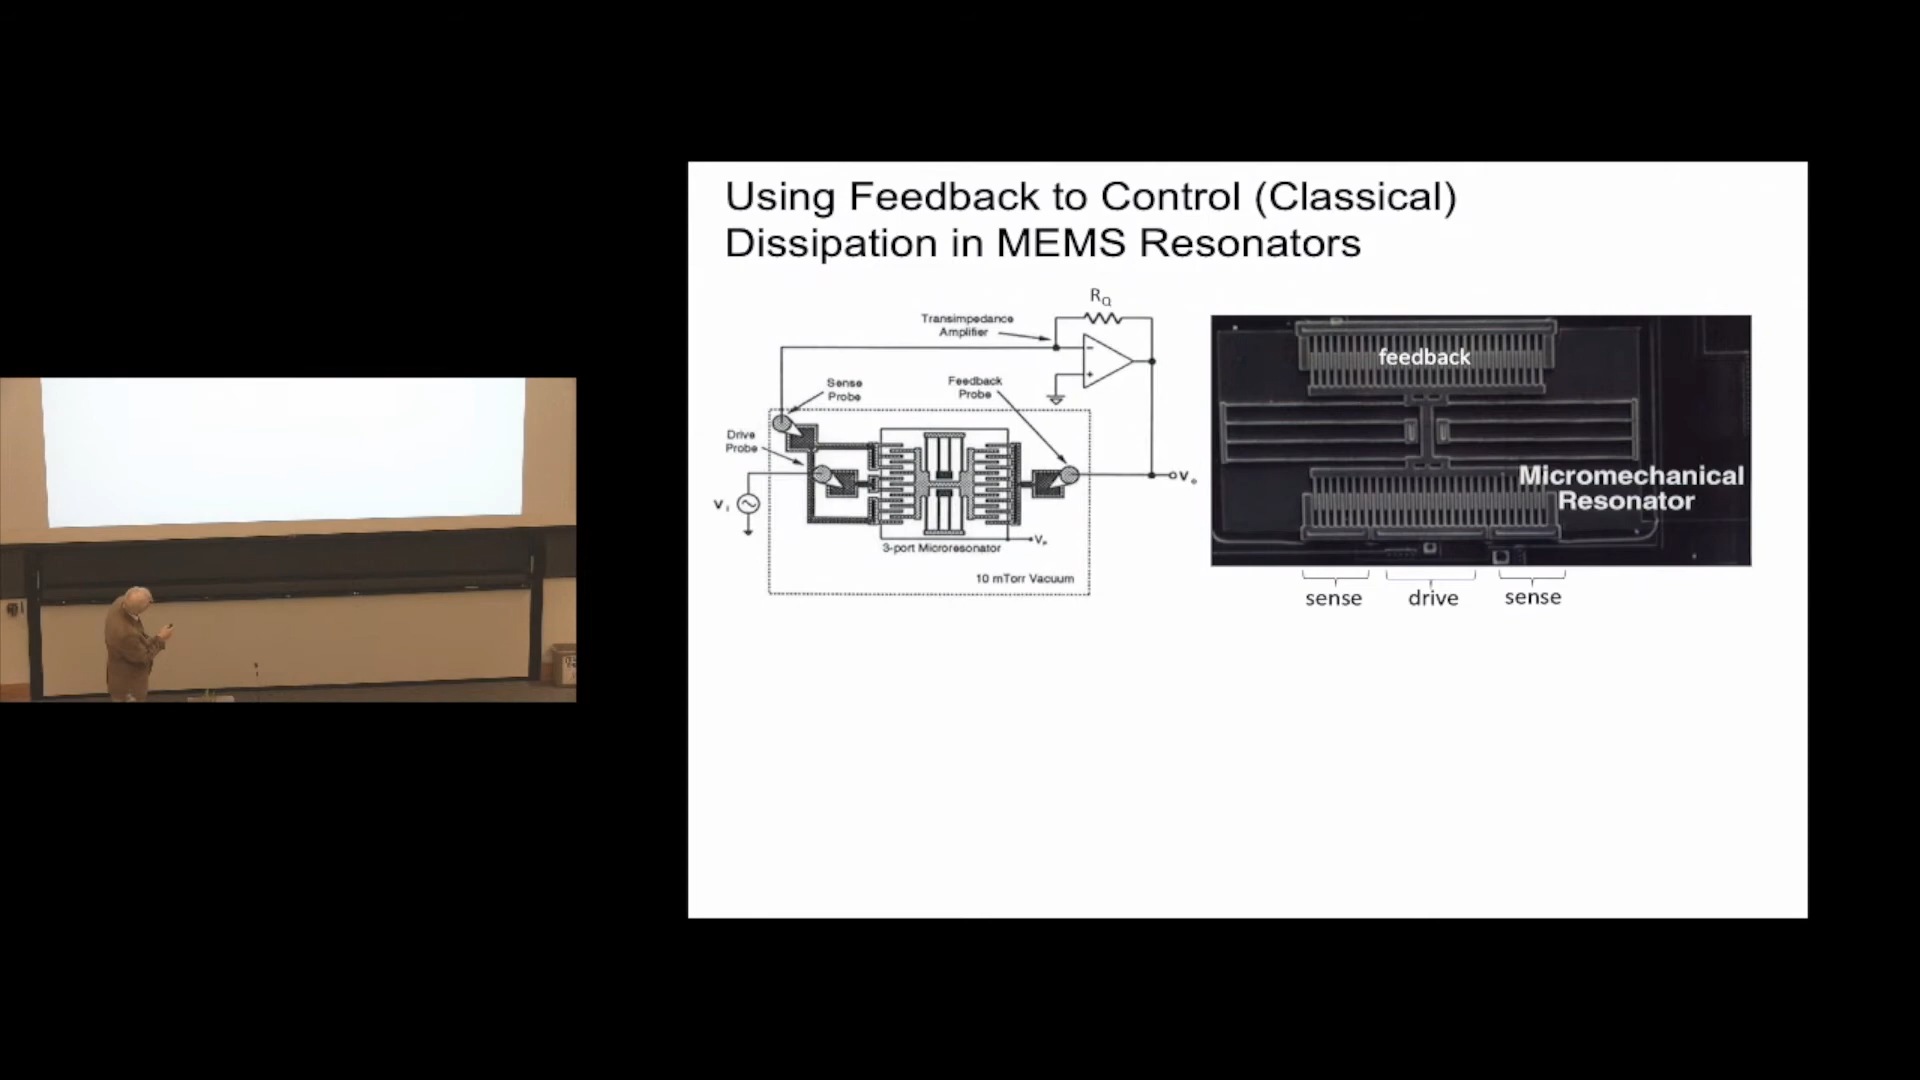 Using Feedback to Control (Classical)
Dissipation in MEMS Resonators
R_Q
Transimpedance
Amplifier
Sense
Probe
Feedback
Probe
Drive
Probe
V_i
V_o
V_P
3-port Microresonator
10 mTorr Vacuum
feedback
Micromechanical
Resonator
sense
drive
sense